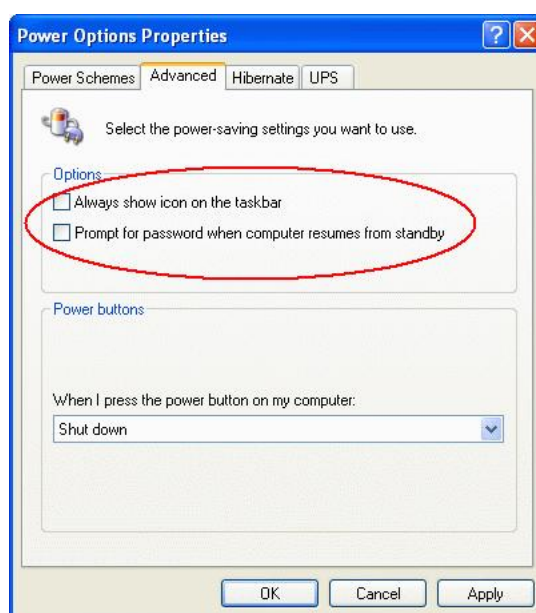 Power Options Properties
Power Schemes Advanced Hibernate UPS
Select the power-saving settings you want to use.
Options
Always show icon on the taskbar
Prompt for password when computer resumes from standby
Power buttons
When I press the power button on my computer:
Shut down
OK Cancel Apply